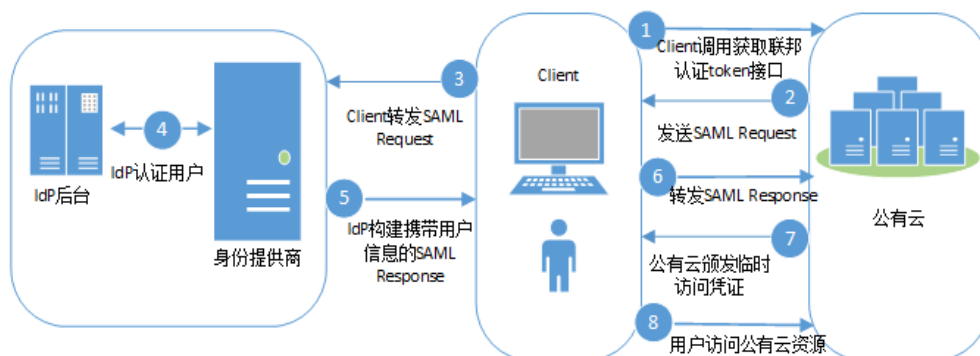 1
Client调用获取联邦
认证token接口
Client
3
2
Client转发SAML
Request
发送SAML Request
4
IdP认证用户
IdP后台
身份提供商
5
IdP构建携带用户
信息的SAML
Response
6
转发SAML Response
公有云
7
公有云颁发临时
访问凭证
8
用户访问公有云资源